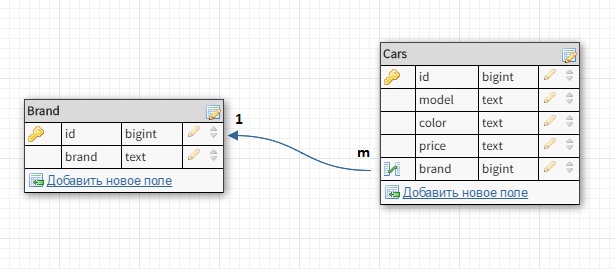 Brand
id bigint
brand text
Добавить новое поле
1
m
Cars
id bigint
model text
color text
price text
brand bigint
Добавить новое поле